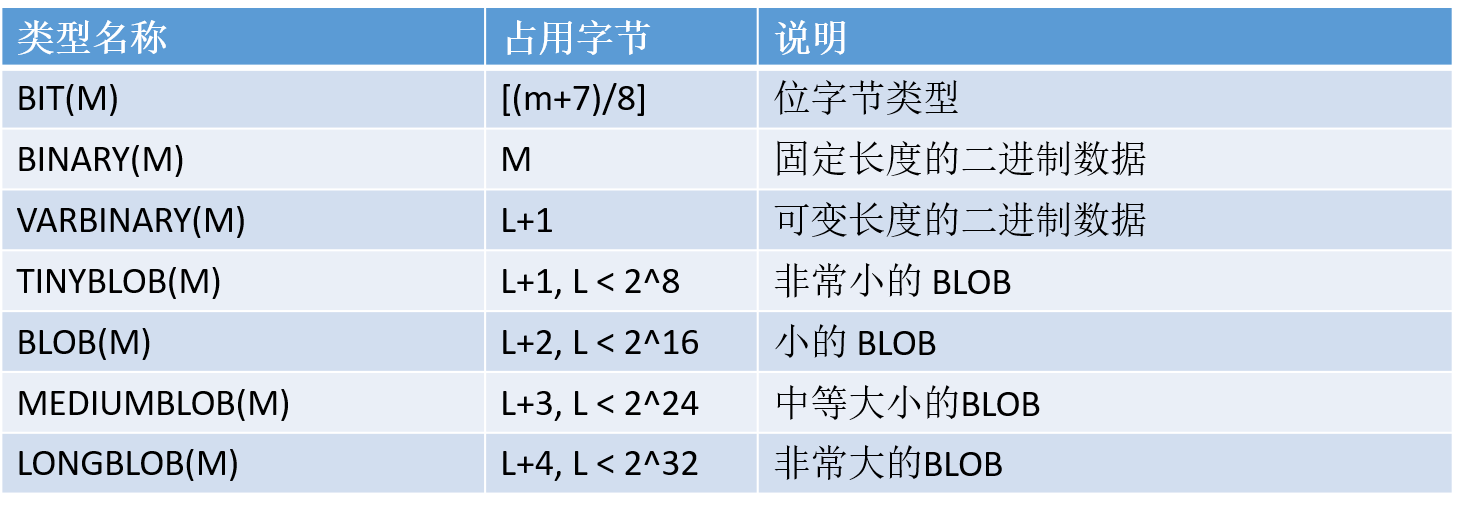 类型名称 占用字节 说明
BIT(M) [(m+7)/8] 位字节类型
BINARY(M) M 固定长度的二进制数据
VARBINARY(M) L+1 可变长度的二进制数据
TINYBLOB(M) L+1, L < 2^8 非常小的 BLOB
BLOB(M) L+2, L < 2^16 小的 BLOB
MEDIUMBLOB(M) L+3, L < 2^24 中等大小的BLOB
LONGBLOB(M) L+4, L < 2^32 非常大的BLOB